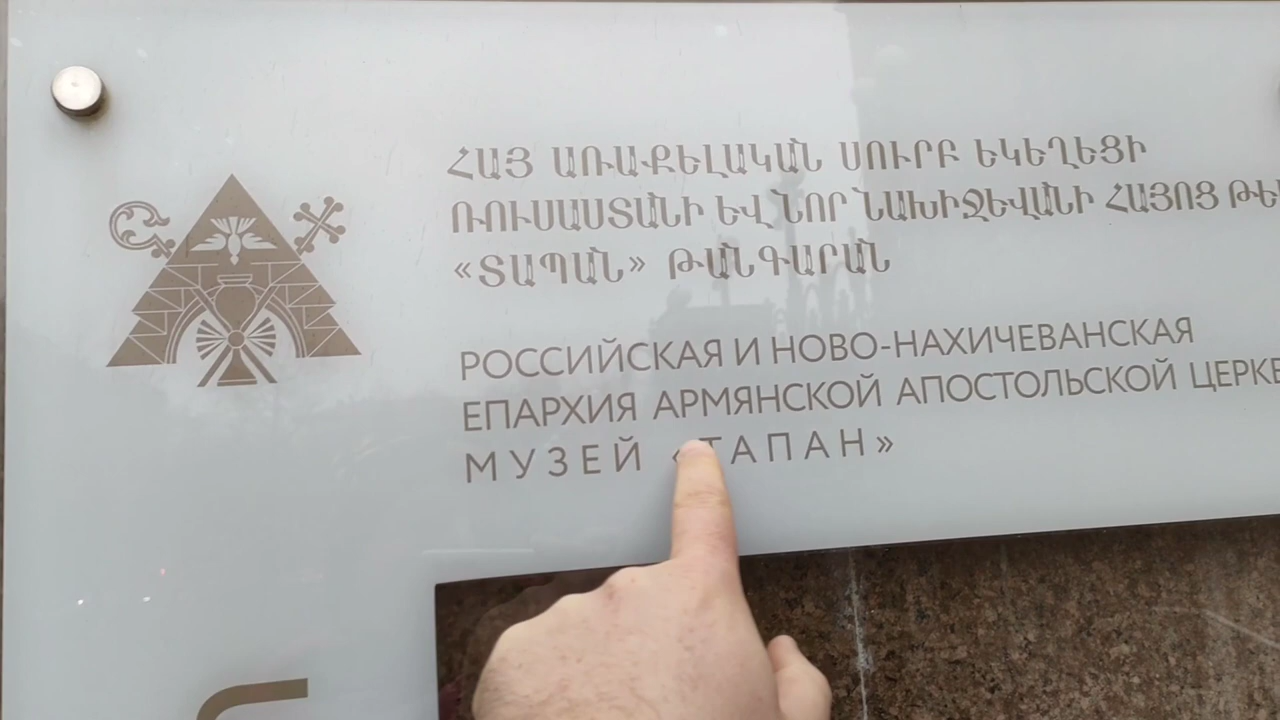 ՀԱՅ ԱՌԱՔԵԼԱԿԱՆ ՍՈՒՐԲ ԵԿԵՂԵՑԻ
ՌՈՒՍԱՍՏԱՆԻ ԵՎ ՆՈՐ ՆԱԽԻՋԵՎԱՆԻ ՀԱՅՈՑ
«ՏԱՊԱՆ» ԹԱՆԳԱՐԱՆ
РОССИЙСКАЯ И НОВО-НАХИЧЕВАНСКАЯ
ЕПАРХИЯ АРМЯНСКОЙ АПОСТОЛЬСКОЙ ЦЕРКВ
МУЗЕЙ «ТАПАН»